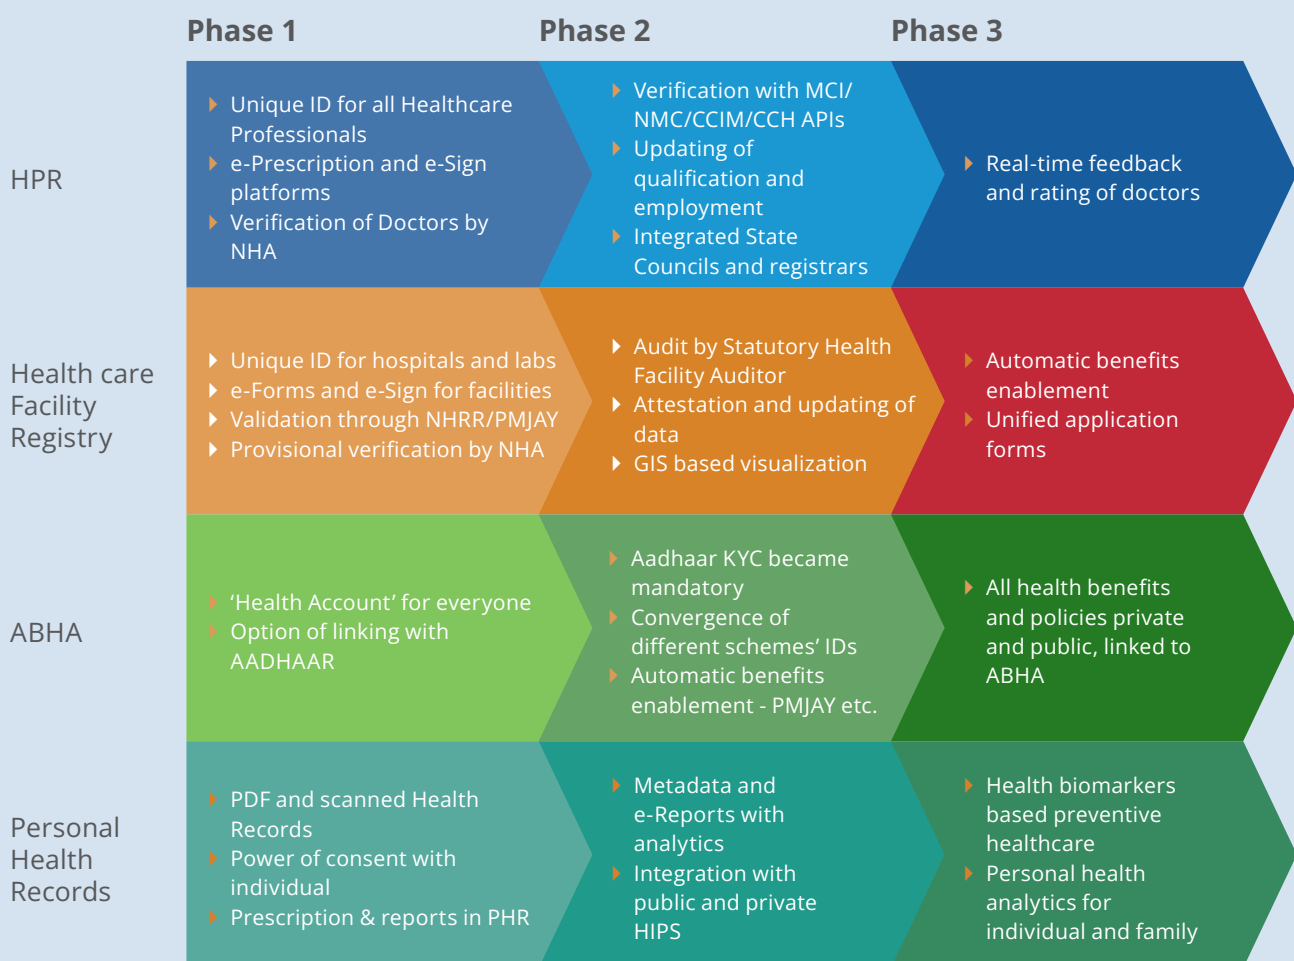 Phase 1
Phase 2
Phase 3
HPR
Unique ID for all Healthcare
Professionals
e-Prescription and e-Sign
platforms
Verification of Doctors by
NHA
Verification with MCI/
NMC/CCIM/CCH APIs
Updating of
qualification and
employment
Integrated State
Councils and registrars
Real-time feedback
and rating of doctors
Health care
Facility
Registry
Unique ID for hospitals and labs
e-Forms and e-Sign for facilities
Validation through NHRR/PMJAY
Provisional verification by NHA
Audit by Statutory Health
Facility Auditor
Attestation and updating of
data
GIS based visualization
Automatic benefits
enablement
Unified application
forms
ABHA
‘Health Account’ for everyone
Option of linking with
AADHAAR
Aadhaar KYC became
mandatory
Convergence of
different schemes’ IDs
Automatic benefits
enablement - PMJAY etc.
All health benefits
and policies private
and public, linked to
ABHA
Personal
Health
Records
PDF and scanned Health
Records
Power of consent with
individual
Prescription & reports in PHR
Metadata and
e-Reports with
analytics
Integration with
public and private
HIPS
Health biomarkers
based preventive
healthcare
Personal health
analytics for
individual and family